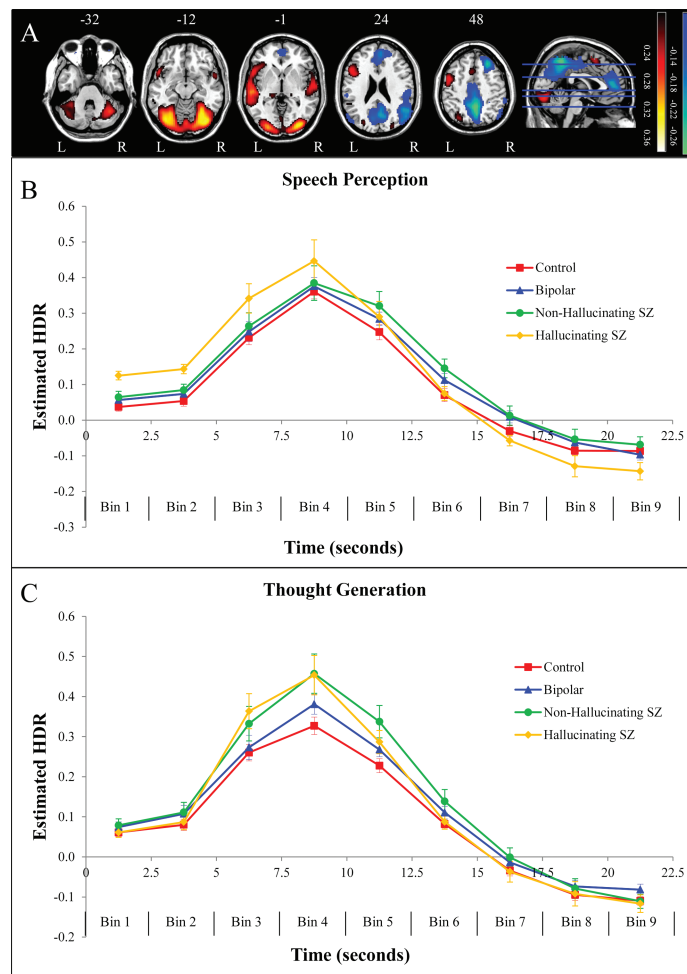 A
-32 -12 -1 24 48
L R L R L R L R L R
0.24 0.28 0.32 0.36
-0.14 -0.18 -0.22 -0.26
B
Speech Perception
Estimated HDR
0.6
0.5
0.4
0.3
0.2
0.1
0.0
-0.1
-0.2
-0.3
Control
Bipolar
Non-Hallucinating SZ
Hallucinating SZ
0 2.5 5 7.5 10 12.5 15 17.5 20 22.5
Bin 1 Bin 2 Bin 3 Bin 4 Bin 5 Bin 6 Bin 7 Bin 8 Bin 9
Time (seconds)
C
Thought Generation
Estimated HDR
0.6
0.5
0.4
0.3
0.2
0.1
0.0
-0.1
-0.2
Control
Bipolar
Non-Hallucinating SZ
Hallucinating SZ
0 2.5 5 7.5 10 12.5 15 17.5 20 22.5
Bin 1 Bin 2 Bin 3 Bin 4 Bin 5 Bin 6 Bin 7 Bin 8 Bin 9
Time (seconds)